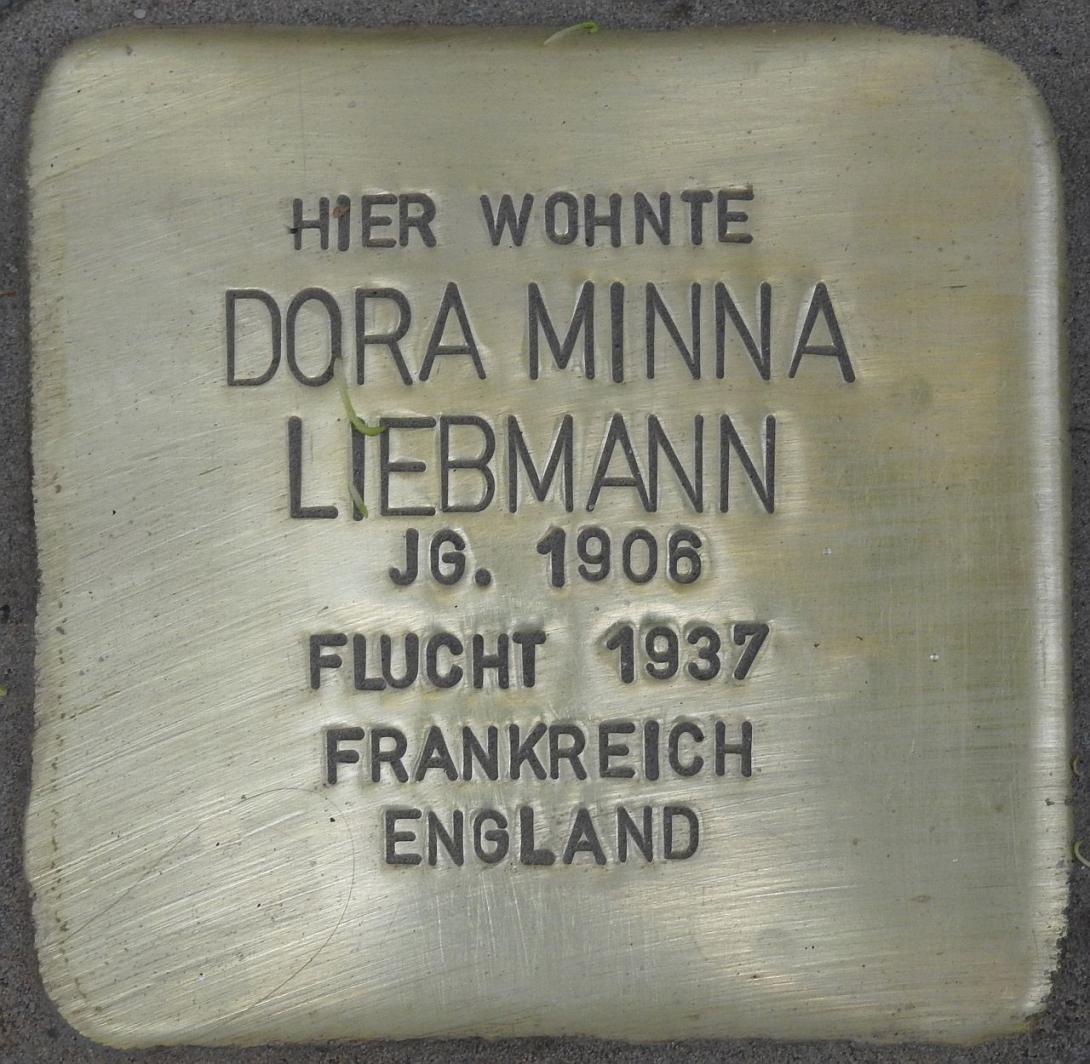 HIER WOHNTE
DORA MINNA
LIEBMANN
JG. 1906
FLUCHT 1937
FRANKREICH
ENGLAND